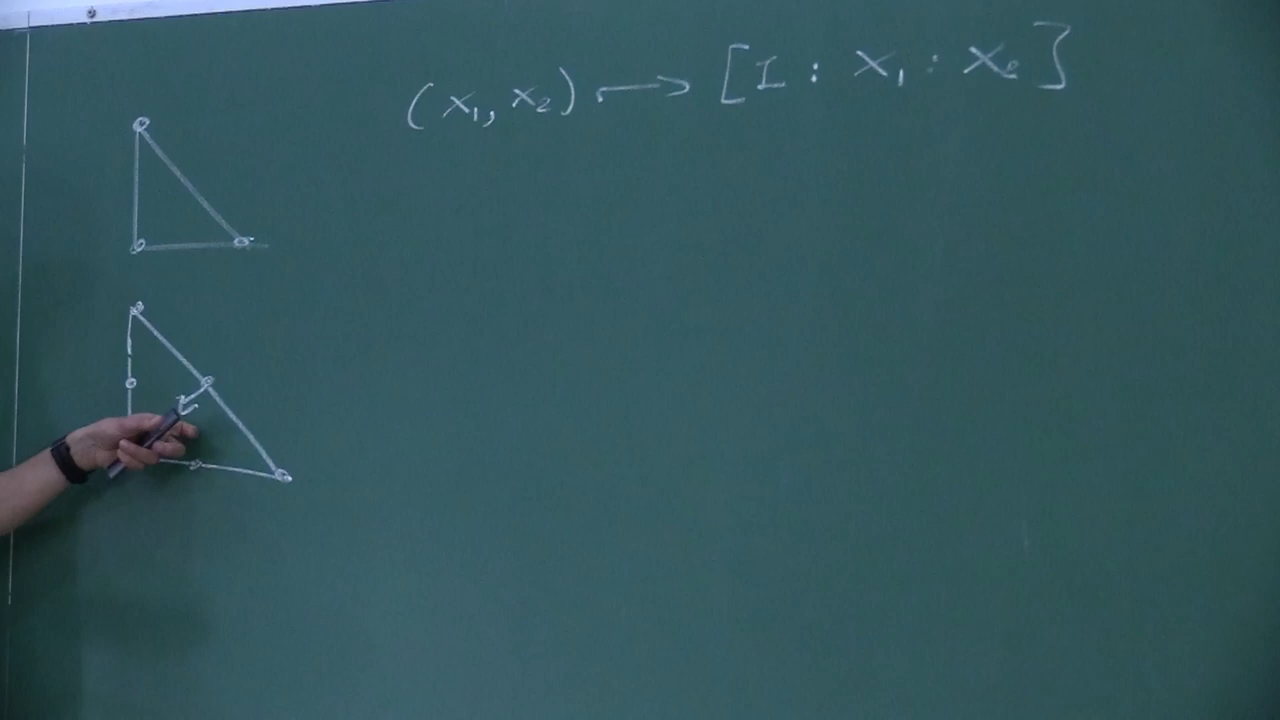 (x₁, x₂) ⟼ [1 : x₁ : x₂]